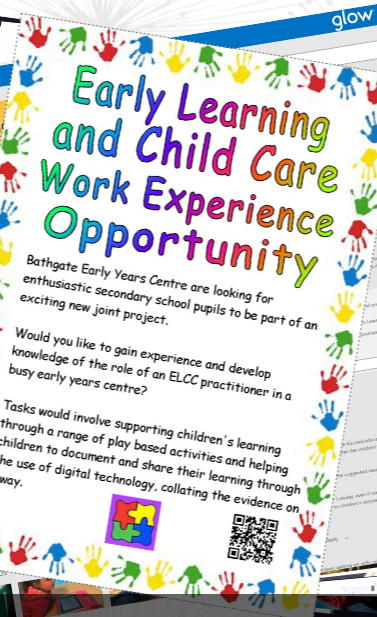 glow
Early Learning
and Child Care
Work Experience
Opportunity
Bathgate Early Years Centre are looking for
enthusiastic secondary school pupils to be part of an
exciting new joint project.
Would you like to gain experience and develop
knowledge of the role of an ELCC practitioner in a
busy early years centre?
Tasks would involve supporting children's learning
through a range of play based activities and helping
children to document and share their learning through
he use of digital technology, collating the evidence on
way.